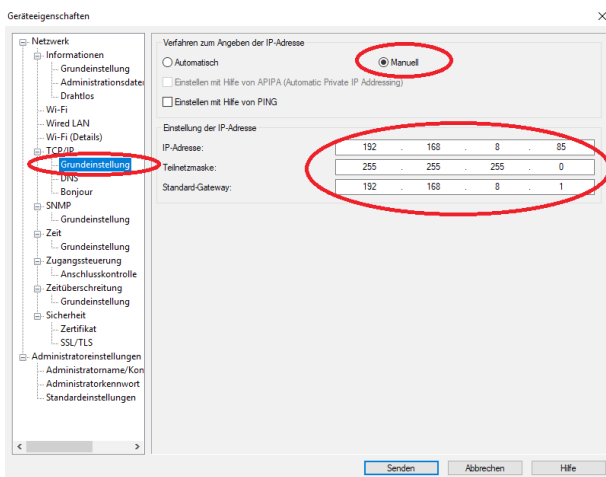 Geräteeigenschaften
Netzwerk
Informationen
Grundeinstellung
Administrationsdate
Drahtlos
Wi-Fi
Wired LAN
Wi-Fi (Details)
TCP/IP
Grundeinstellung
DNS
Bonjour
SNMP
Grundeinstellung
Zeit
Grundeinstellung
Zugangssteuerung
Anschlusskontrolle
Zeitüberschreitung
Grundeinstellung
Sicherheit
Zertifikat
SSL/TLS
Administratoreinstellungen
Administratorname/Kon
Administratorkennwort
Standardeinstellungen
Verfahren zum Angeben der IP-Adresse
Automatisch Manuell
Einstellen mit Hilfe von APIPA (Automatic Private IP Addressing)
Einstellen mit Hilfe von PING
Einstellung der IP-Adresse
IP-Adresse: 192 . 168 . 8 . 85
Teilnetzmaske: 255 . 255 . 255 . 0
Standard-Gateway: 192 . 168 . 8 . 1
Senden Abbrechen Hilfe